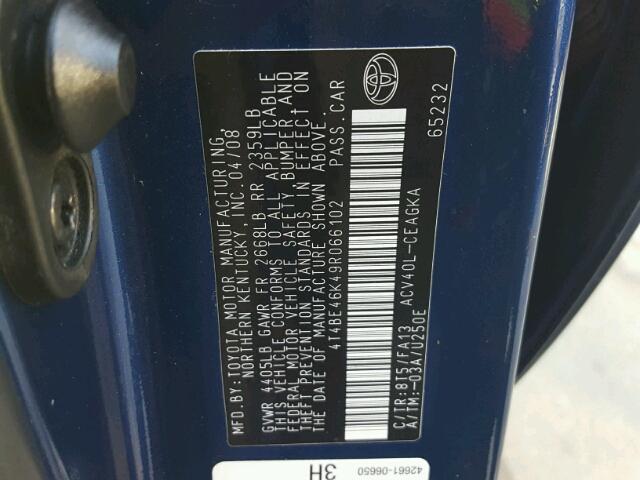 MFD.BY:TOYOTA MOTOR MANUFACTURING,
NORTHERN KENTUCKY, INC. 04/08
GVWR 4405LB GAWR FR 2668LB RR 2359LB
THIS VEHICLE CONFORMS TO ALL APPLICABLE
FEDERAL MOTOR VEHICLE SAFETY, BUMPER,AND
THEFT PREVENTION STANDARDS IN EFFECT ON
THE DATE OF MANUFACTURE SHOWN ABOVE.
4T4BE46K49R066102 PASS.CAR
C/TR:8T5/FA13 ACV40L-CEAGKA
A/TM:-03A/U250E
65232
42661-06650
3H